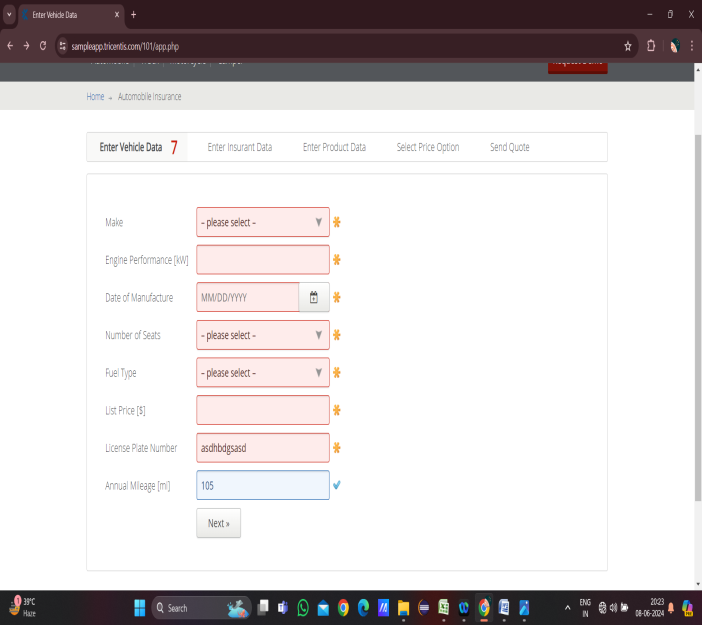 Enter Vehicle Data
sampleapp.tricentis.com/101/app.php
Home Automobile Insurance
Enter Vehicle Data 7 Enter Insurant Data Enter Product Data Select Price Option Send Quote
Make – please select –
Engine Performance [kW]
Date of Manufacture MM/DD/YYYY
Number of Seats – please select –
Fuel Type – please select –
List Price [$]
License Plate Number asdhbdgsasd
Annual Mileage [mi] 105
Next »
1 39°C
Haze
Search
ENG
IN
2023
08-06-2024